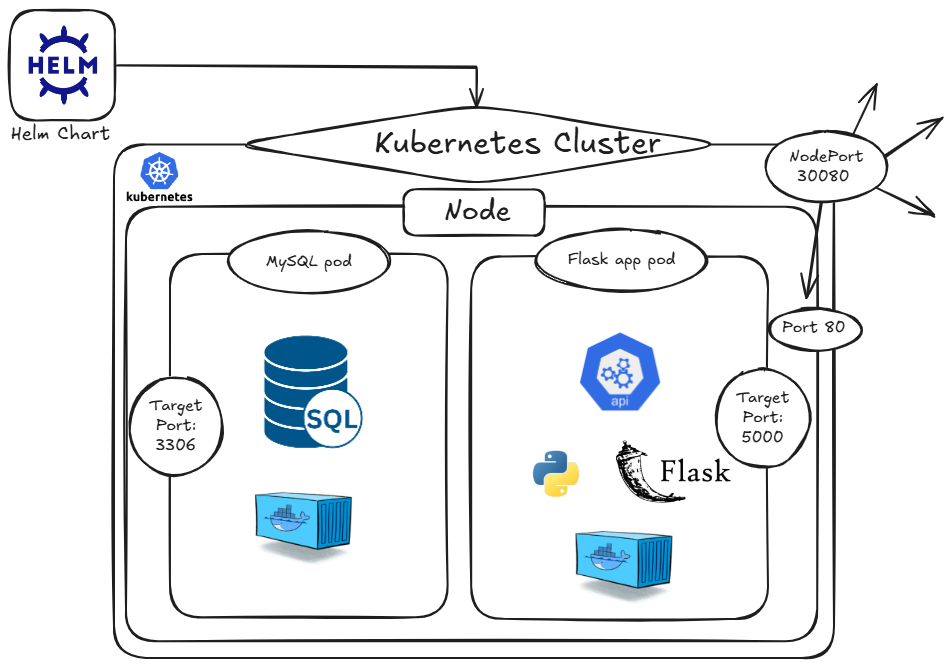 HELM
Helm Chart
Kubernetes Cluster
NodePort
30080
kubernetes
Node
MySQL pod
Flask app pod
Port 80
SQL
api
Target
Port:
3306
Target
Port:
5000
Flask